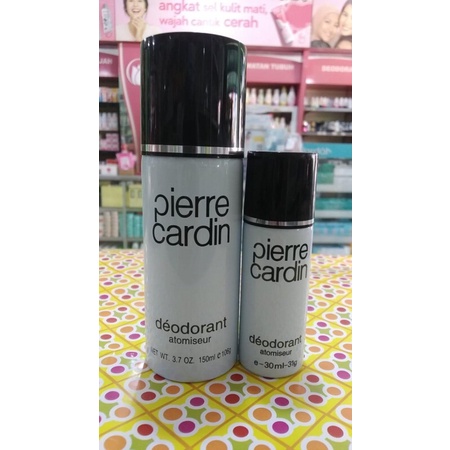 angkat sel kulit mati,
wajah cantik cerah
DEODORAN
pierre
cardin
déodorant
atomiseur
NET WT. 3.7 OZ. 150ml ℮ 106g
pierre
cardin
déodorant
atomiseur
℮-30ml-31g